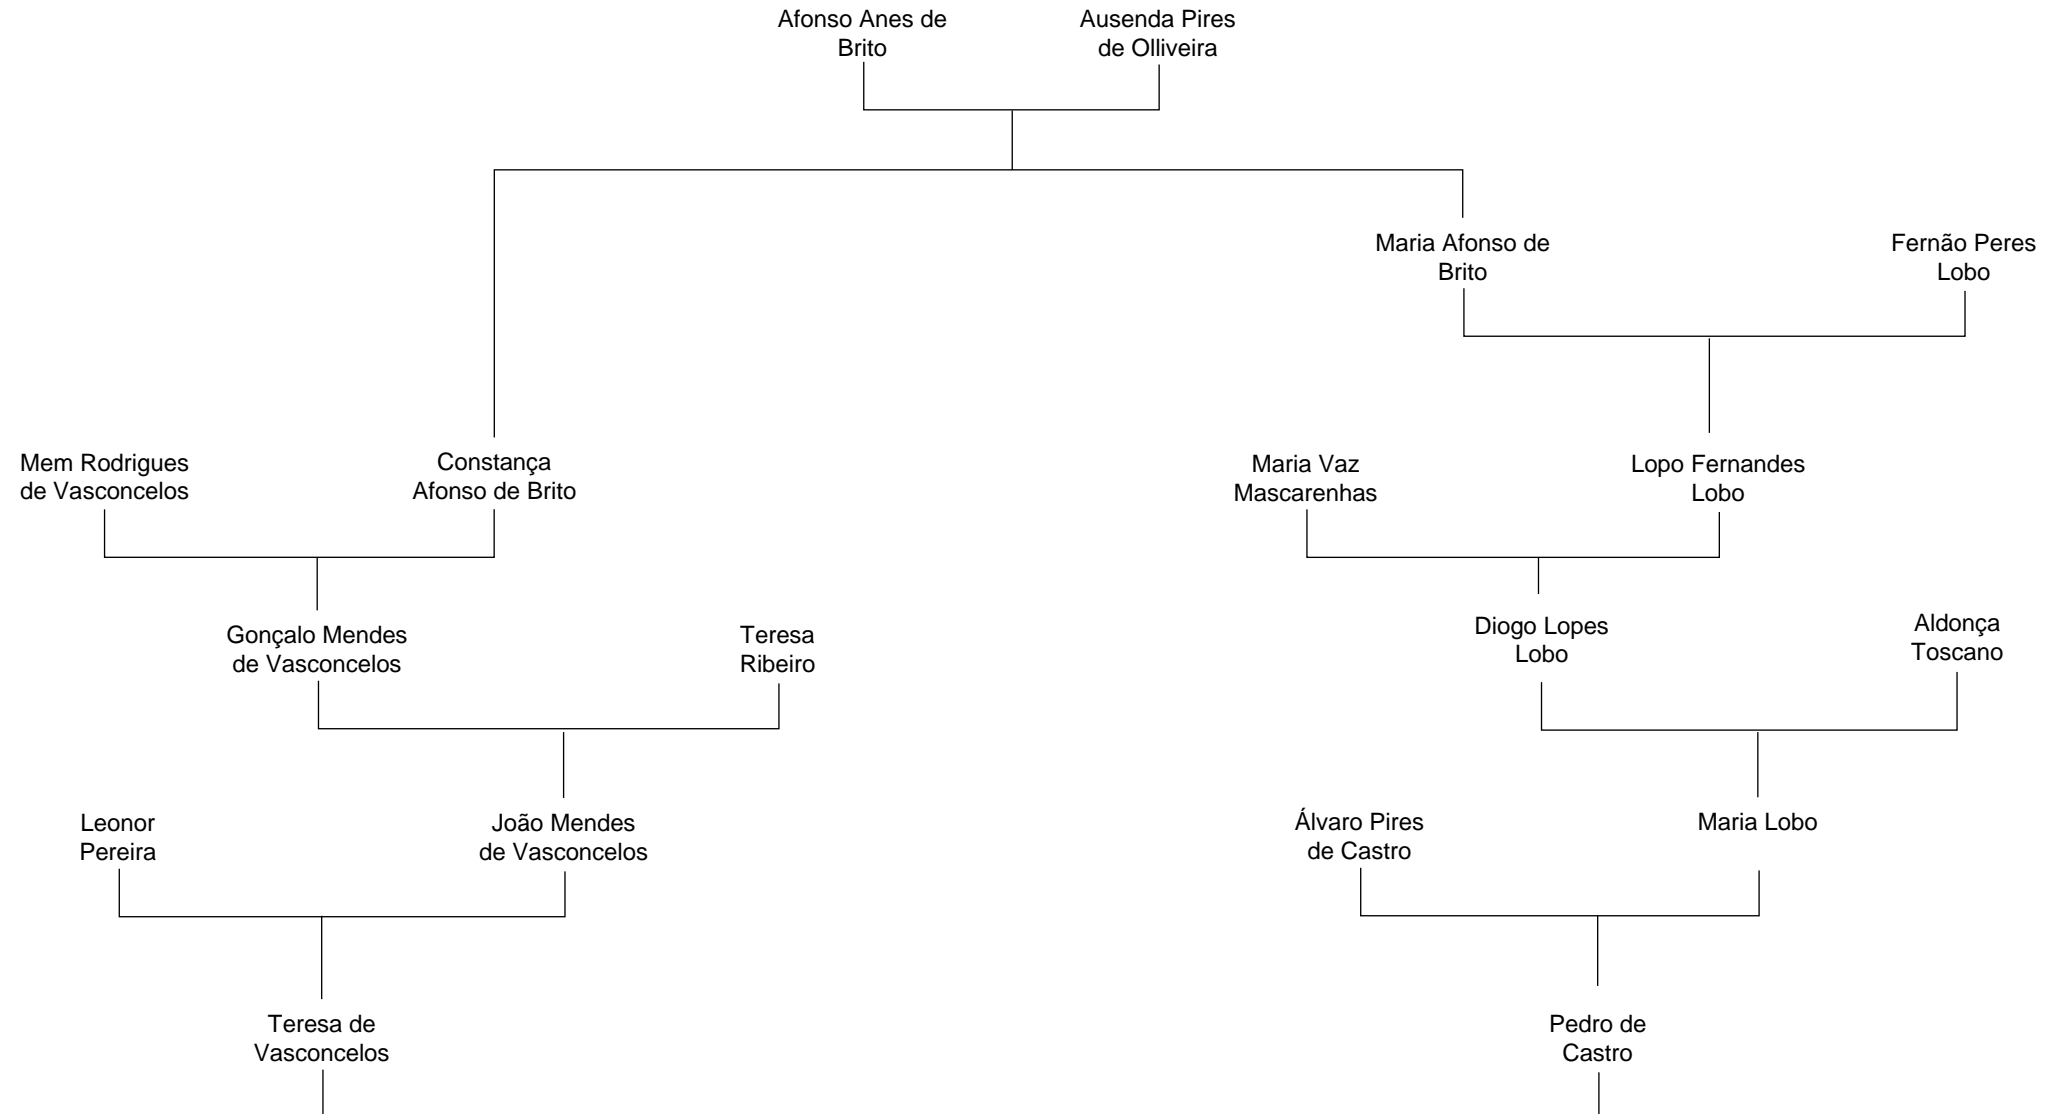 Afonso Anes de
Brito
Ausenda Pires
de Olliveira
Maria Afonso de
Brito
Fernão Peres
Lobo
Mem Rodrigues
de Vasconcelos
Constança
Afonso de Brito
Maria Vaz
Mascarenhas
Lopo Fernandes
Lobo
Gonçalo Mendes
de Vasconcelos
Teresa
Ribeiro
Diogo Lopes
Lobo
Aldonça
Toscano
Leonor
Pereira
João Mendes
de Vasconcelos
Álvaro Pires
de Castro
Maria Lobo
Teresa de
Vasconcelos
Pedro de
Castro